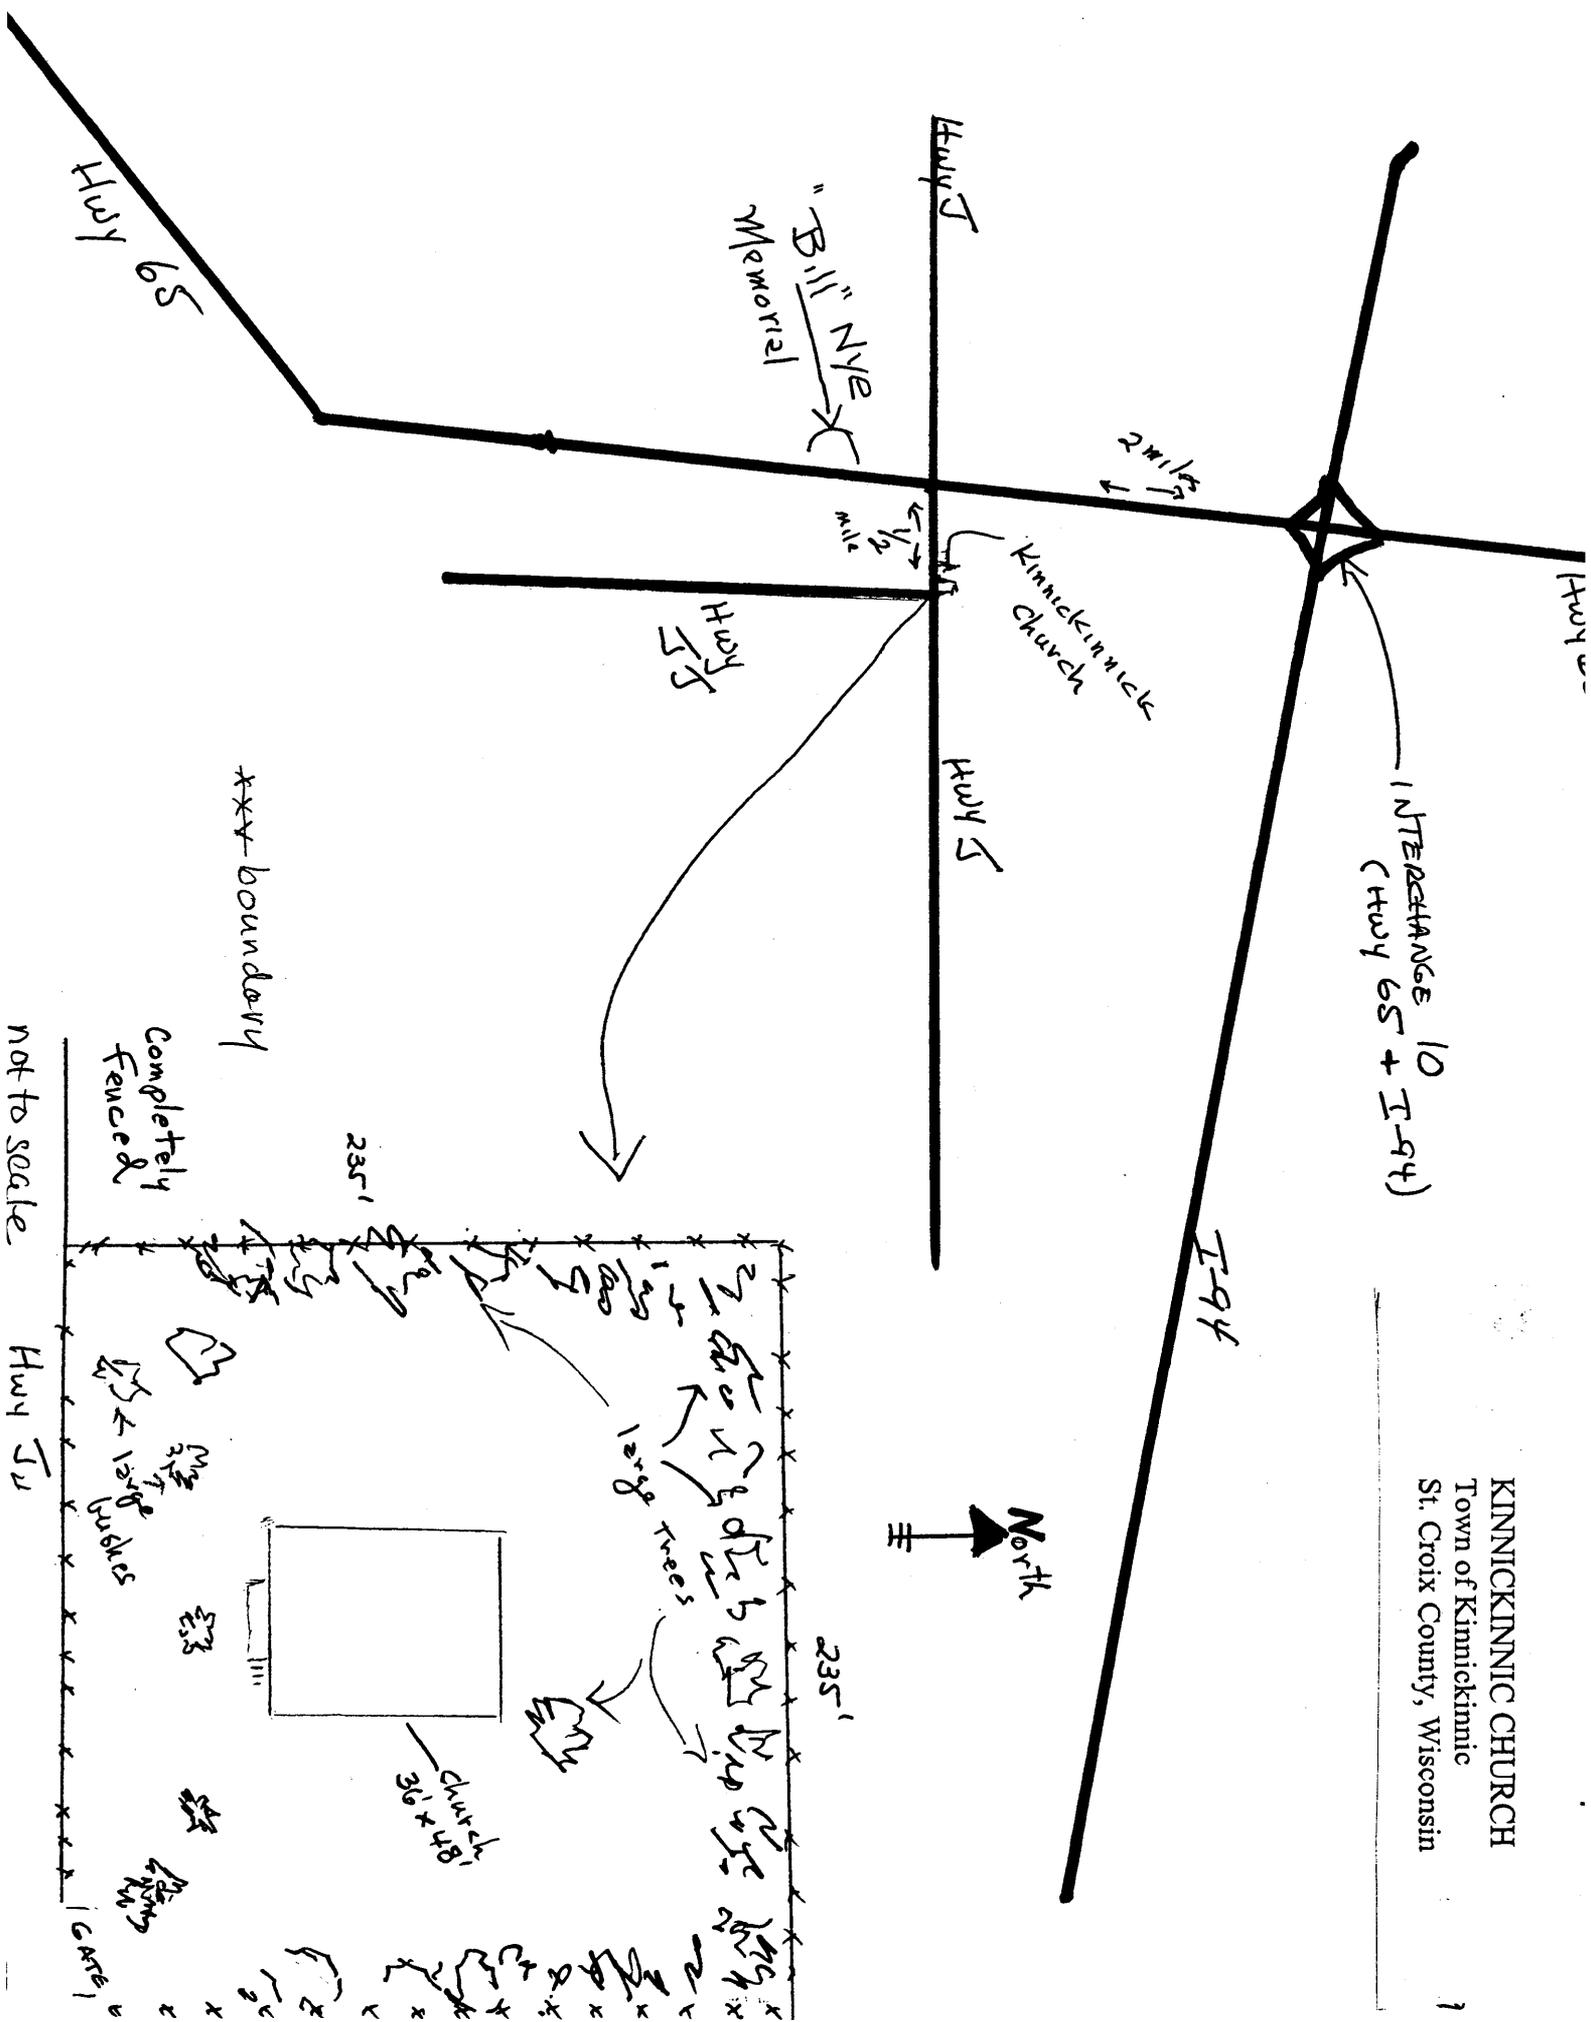 KINNICKINNIC CHURCH
Town of Kinnickinnic
St. Croix County, Wisconsin
Hwy
INTERCHANGE 10
(Hwy 65 + I-94)
2 miles
I-94
Hwy J
Kinnickinnick
church
Hwy J
1/2
mile
"Bill" Nye
Memorial
Hwy
JJ
North
Hwy 65
235'
large trees
church
36' x 48'
235'
xxx boundary
Completely
Fenced
large
bushes
GATE
not to scale
Hwy